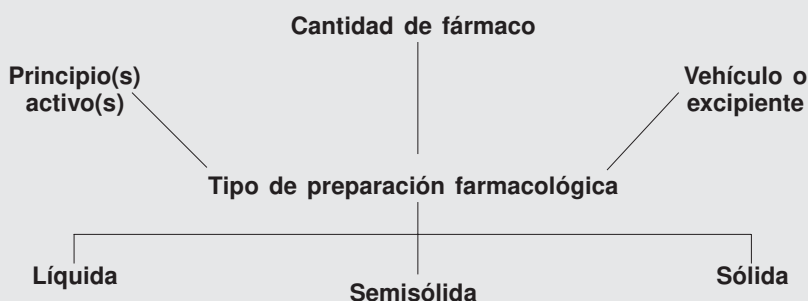 Cantidad de fármaco
Principio(s)
activo(s)
Vehículo o
excipiente
Tipo de preparación farmacológica
Líquida
Semisólida
Sólida